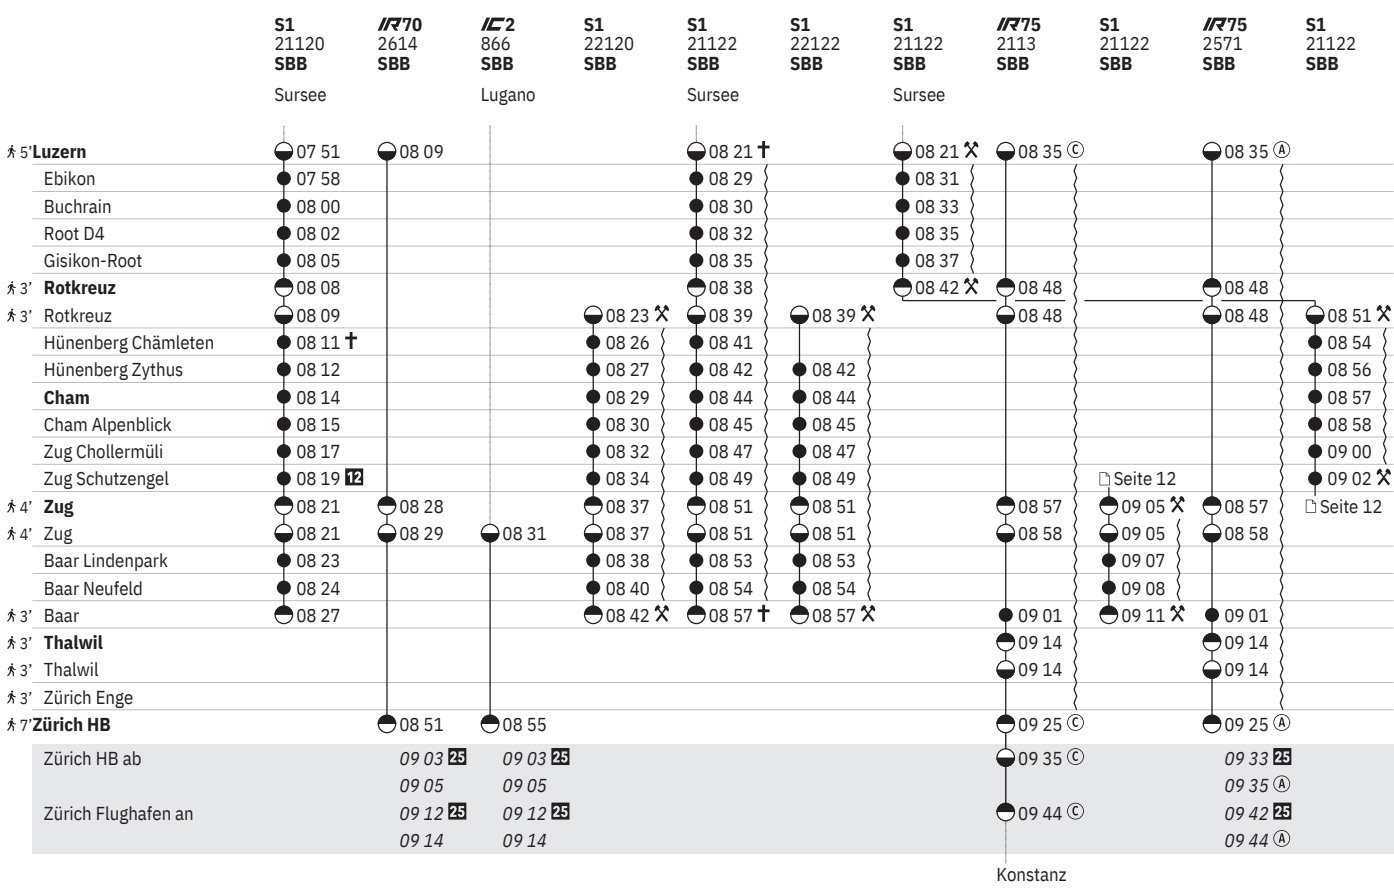 S1 IR70 IC2 S1 S1 S1 S1 IR75 S1 IR75 S1
21120 2614 866 22120 21122 22122 21122 2113 21122 2571 21122
SBB SBB SBB SBB SBB SBB SBB SBB SBB SBB SBB
Sursee Lugano Sursee Sursee
5’ Luzern 07 51 08 09 08 21 08 21 08 35 Ⓒ 08 35 Ⓐ
Ebikon 07 58 08 29 08 31
Buchrain 08 00 08 30 08 33
Root D4 08 02 08 32 08 35
Gisikon-Root 08 05 08 35 08 37
3’ Rotkreuz 08 08 08 38 08 42 08 48 08 48
3’ Rotkreuz 08 09 08 23 08 39 08 39 08 48 08 48 08 51
Hünenberg Chämleten 08 11 08 26 08 41 08 54
Hünenberg Zythus 08 12 08 27 08 42 08 42 08 56
Cham 08 14 08 29 08 44 08 44 08 57
Cham Alpenblick 08 15 08 30 08 45 08 45 08 58
Zug Chollermüli 08 17 08 32 08 47 08 47 09 00
Zug Schutzengel 08 19 12 08 34 08 49 08 49 Seite 12 09 02
4’ Zug 08 21 08 28 08 37 08 51 08 51 08 57 09 05 08 57 Seite 12
4’ Zug 08 21 08 29 08 31 08 37 08 51 08 51 08 58 09 05 08 58
Baar Lindenpark 08 23 08 38 08 53 08 53 09 07
Baar Neufeld 08 24 08 40 08 54 08 54 09 08
3’ Baar 08 27 08 42 08 57 08 57 09 01 09 11 09 01
3’ Thalwil 09 14 09 14
3’ Thalwil 09 14 09 14
3’ Zürich Enge
7’ Zürich HB 08 51 08 55 09 25 Ⓒ 09 25 Ⓐ
Zürich HB ab 09 03 25 09 03 25 09 35 Ⓒ 09 33 25
09 05 09 05 09 35 Ⓐ
Zürich Flughafen an 09 12 25 09 12 25 09 44 Ⓒ 09 42 25
09 14 09 14 09 44 Ⓐ
Konstanz